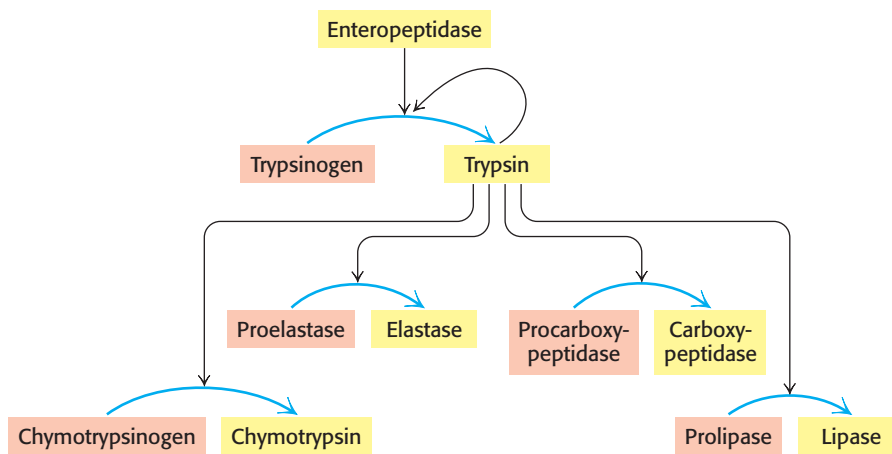 Enteropeptidase
Trypsinogen
Trypsin
Proelastase
Elastase
Procarboxy-
peptidase
Carboxy-
peptidase
Chymotrypsinogen
Chymotrypsin
Prolipase
Lipase